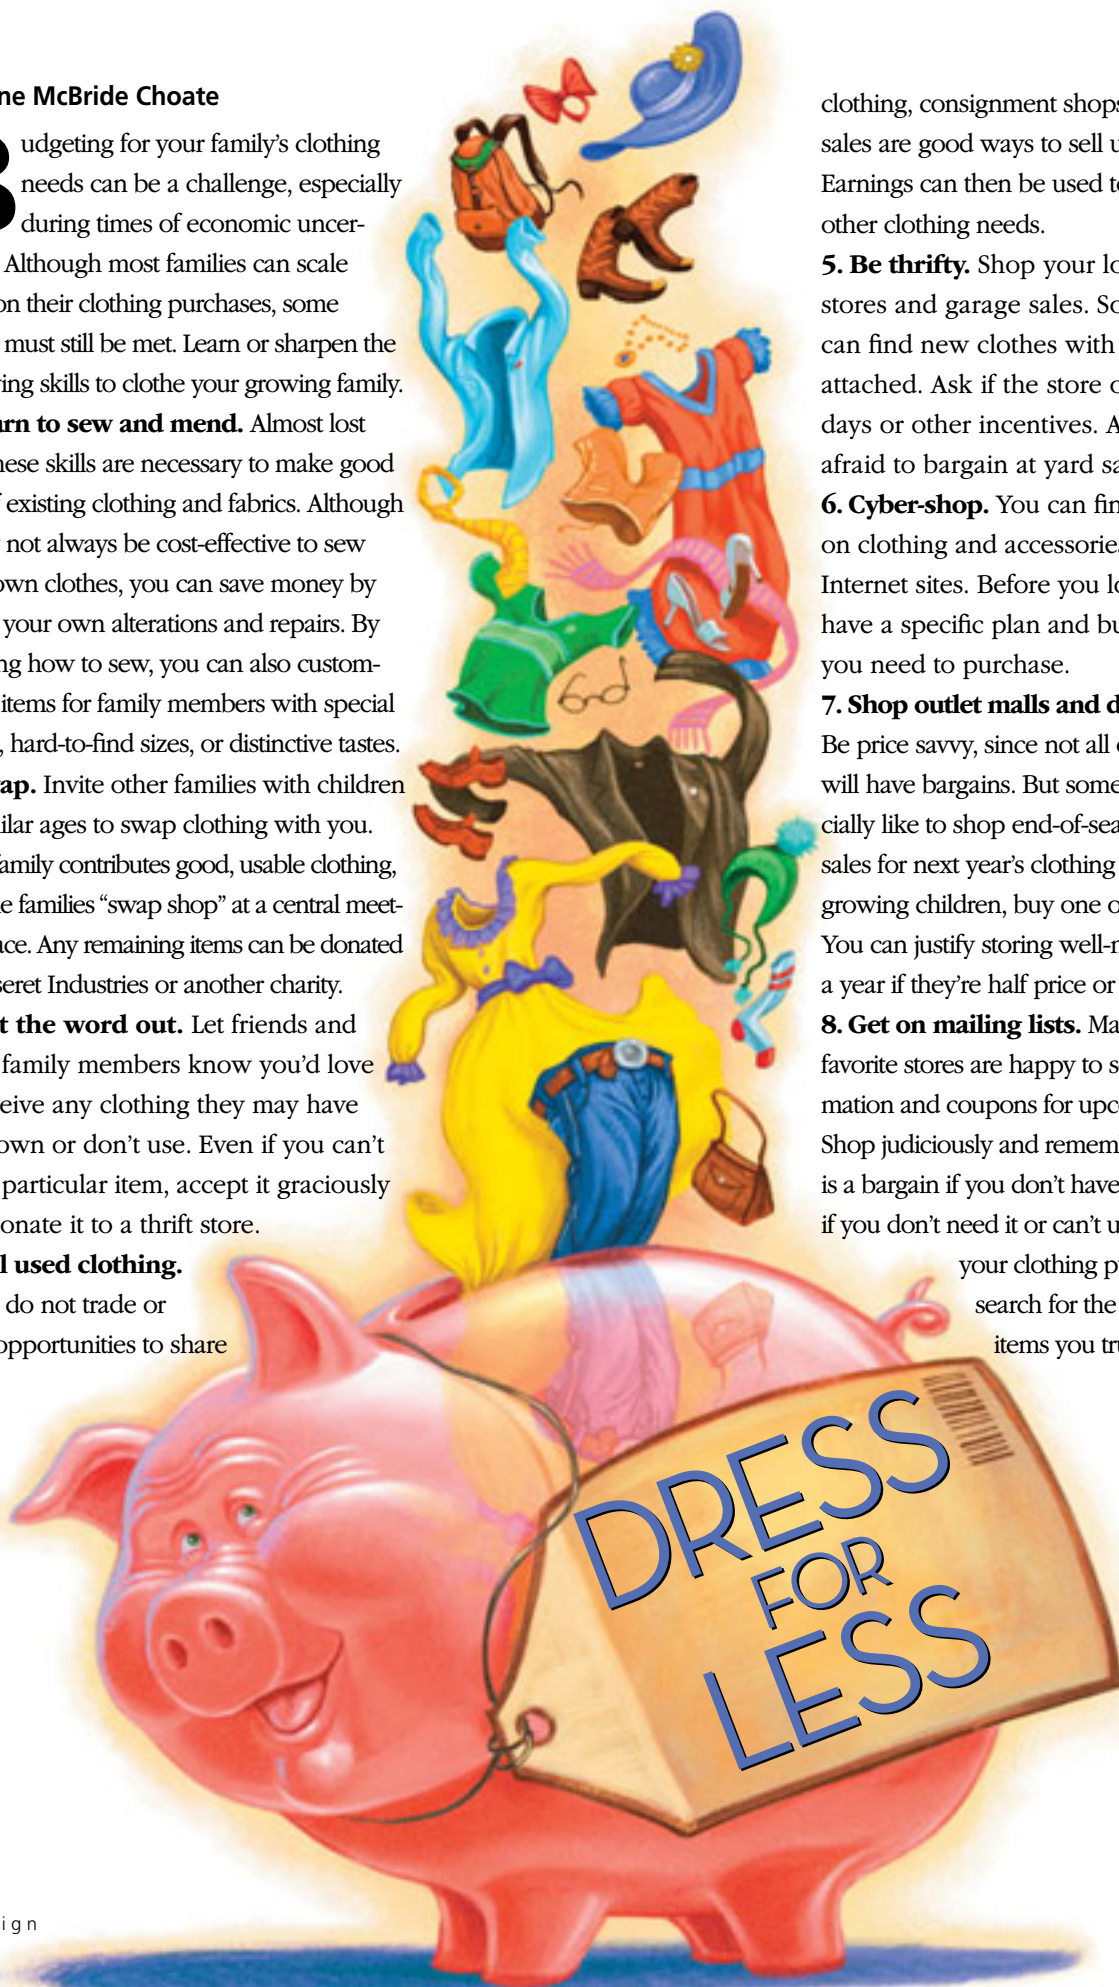 ne McBride Choate
udgeting for your family's clothing
needs can be a challenge, especially
during times of economic uncer-
Although most families can scale
on their clothing purchases, some
must still be met. Learn or sharpen the
ing skills to clothe your growing family.
arn to sew and mend. Almost lost
hese skills are necessary to make good
f existing clothing and fabrics. Although
not always be cost-effective to sew
own clothes, you can save money by
your own alterations and repairs. By
ng how to sew, you can also custom-
items for family members with special
, hard-to-find sizes, or distinctive tastes.
ap. Invite other families with children
ilar ages to swap clothing with you.
family contributes good, usable clothing,
e families “swap shop” at a central meet-
ace. Any remaining items can be donated
seret Industries or another charity.
t the word out. Let friends and
family members know you'd love
eive any clothing they may have
own or don't use. Even if you can't
particular item, accept it graciously
onate it to a thrift store.
l used clothing.
do not trade or
opportunities to share
clothing, consignment shops
sales are good ways to sell u
Earnings can then be used to
other clothing needs.
5. Be thrifty. Shop your lo
stores and garage sales. So
can find new clothes with
attached. Ask if the store o
days or other incentives. A
afraid to bargain at yard sa
6. Cyber-shop. You can fin
on clothing and accessories
Internet sites. Before you lo
have a specific plan and bu
you need to purchase.
7. Shop outlet malls and d
Be price savvy, since not all o
will have bargains. But some
cially like to shop end-of-sea
sales for next year's clothing
growing children, buy one o
You can justify storing well-m
a year if they're half price or
8. Get on mailing lists. Ma
favorite stores are happy to s
mation and coupons for upc
Shop judiciously and remem
is a bargain if you don't have
if you don't need it or can't u
your clothing p
search for the
items you tr
DRESS
FOR
LESS
ign